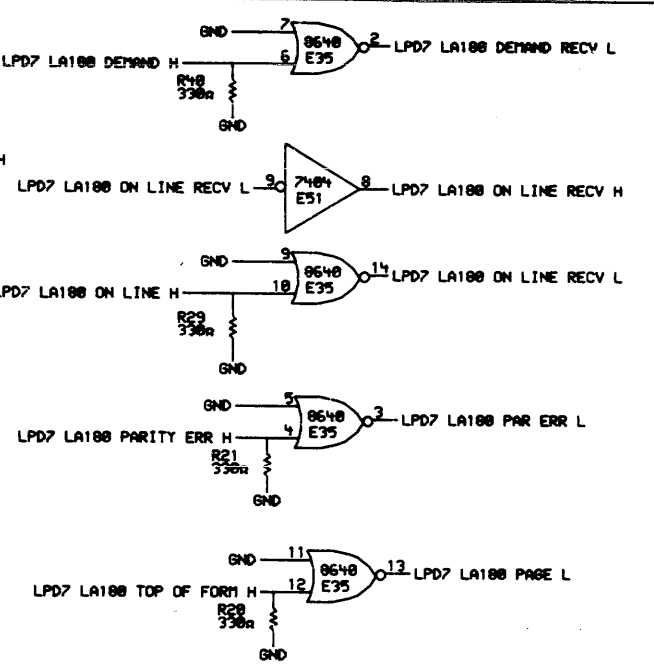 GND 7 8640 2 LPD7 LA180 DEMAND RECV L
LPD7 LA180 DEMAND H 6 E35
R40
330Ω
GND
H
LPD7 LA180 ON LINE RECV L 9 7404 8 LPD7 LA180 ON LINE RECV H
E51
GND 9 8640 14 LPD7 LA180 ON LINE RECV L
LPD7 LA180 ON LINE H 10 E35
R29
330Ω
GND
GND 5 8640 3 LPD7 LA180 PAR ERR L
LPD7 LA180 PARITY ERR H 4 E35
R21
330Ω
GND
GND 11 8640 13 LPD7 LA180 PAGE L
LPD7 LA180 TOP OF FORM H 12 E35
R20
330Ω
GND